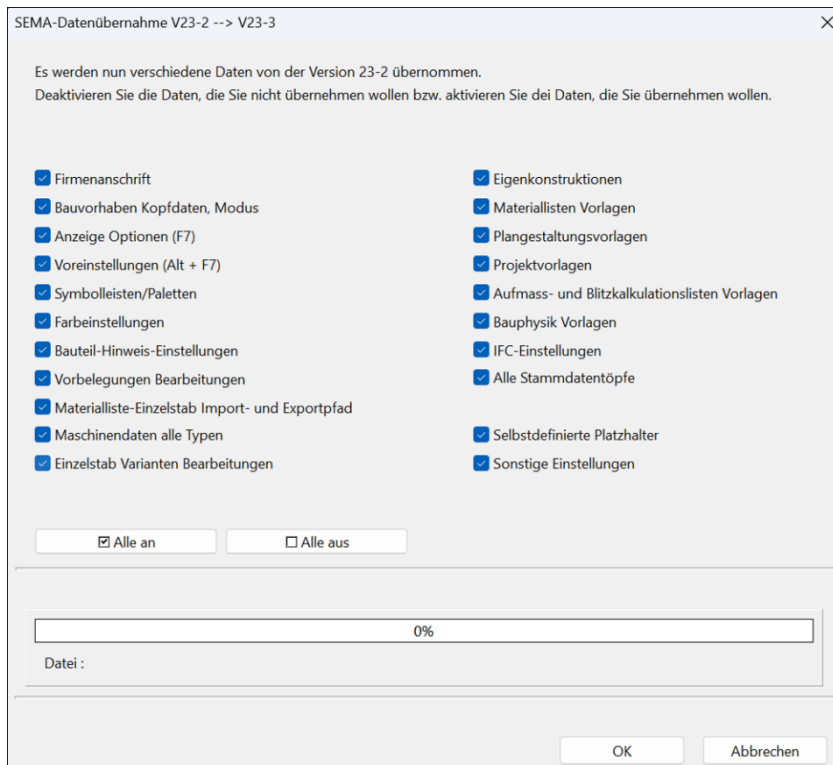 SEMA-Datenübernahme V23-2 --> V23-3
Es werden nun verschiedene Daten von der Version 23-2 übernommen.
Deaktivieren Sie die Daten, die Sie nicht übernehmen wollen bzw. aktivieren Sie dei Daten, die Sie übernehmen wollen.
Firmenanschrift
Bauvorhaben Kopfdaten, Modus
Anzeige Optionen (F7)
Voreinstellungen (Alt + F7)
Symbolleisten/Paletten
Farbeinstellungen
Bauteil-Hinweis-Einstellungen
Vorbelegungen Bearbeitungen
Materialliste-Einzelstab Import- und Exportpfad
Maschinendaten alle Typen
Einzelstab Varianten Bearbeitungen
Eigenkonstruktionen
Materiallisten Vorlagen
Plangestaltungsvorlagen
Projektvorlagen
Aufmass- und Blitzkalkulationslisten Vorlagen
Bauphysik Vorlagen
IFC-Einstellungen
Alle Stammdatentöpfe
Selbstdefinierte Platzhalter
Sonstige Einstellungen
Alle an
Alle aus
0%
Datei :
OK
Abbrechen